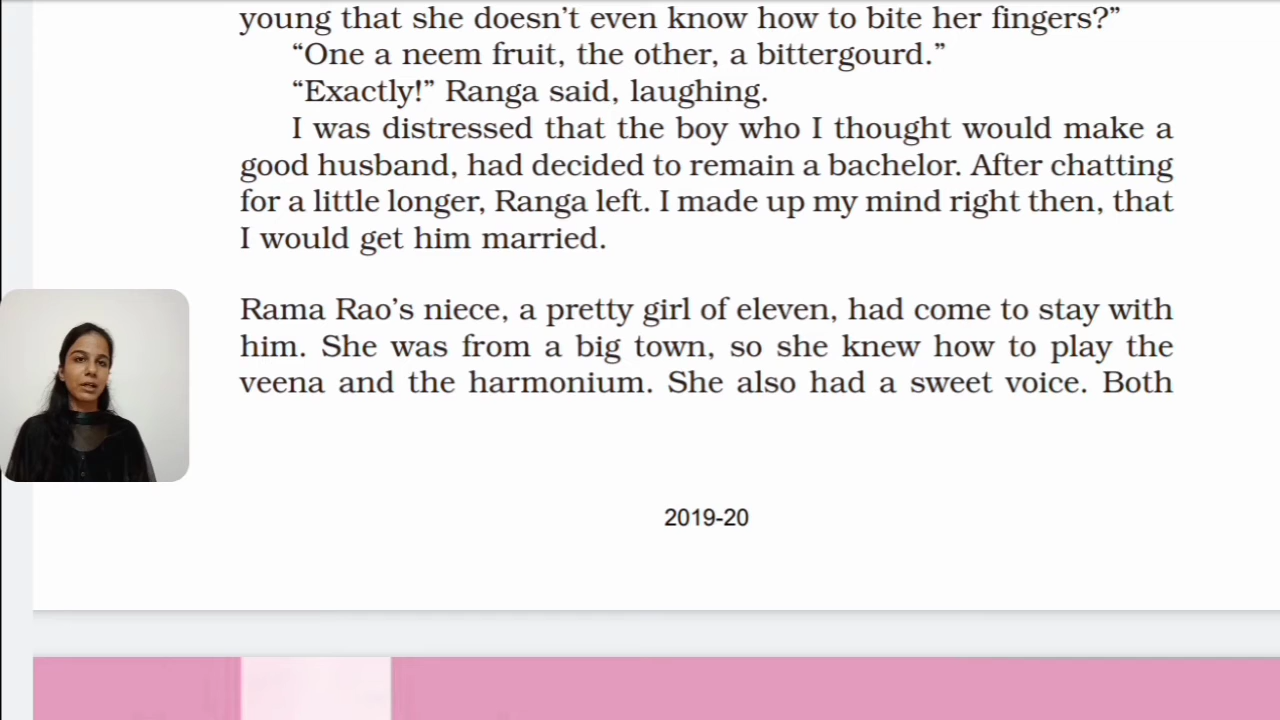 young that she doesn’t even know how to bite her fingers?”
“One a neem fruit, the other, a bittergourd.”
“Exactly!” Ranga said, laughing.
I was distressed that the boy who I thought would make a
good husband, had decided to remain a bachelor. After chatting
for a little longer, Ranga left. I made up my mind right then, that
I would get him married.
Rama Rao’s niece, a pretty girl of eleven, had come to stay with
him. She was from a big town, so she knew how to play the
veena and the harmonium. She also had a sweet voice. Both
2019-20